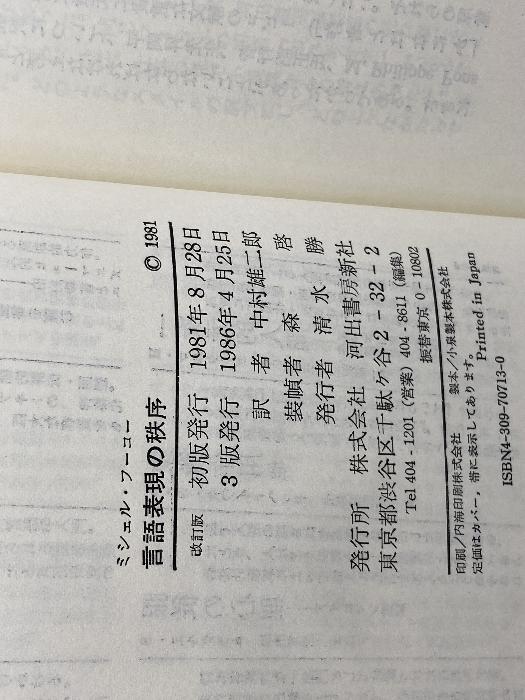 ミシェル・フーコー
言語表現の秩序 © 1981
改訂版 初版発行 1981年8月28日
3版発行 1986年4月25日
訳者 中村雄二郎
装幀者 森 啓
発行者 清水 勝
発行所 株式会社 河出書房新社
東京都渋谷区千駄ヶ谷2-32-2
Tel 404-1201（営業）404-8611（編集）
振替東京0-10802
印刷／内海印刷株式会社 製本／小泉製本株式会社
定価はカバー，帯に表示してあります。 Printed in Japan
ISBN4-309-70713-0